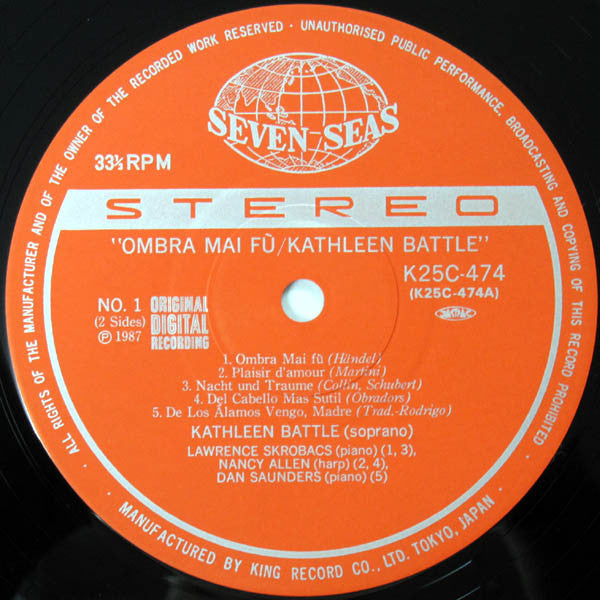 ALL RIGHTS OF THE MANUFACTURER AND OF THE OWNER OF THE RECORDED WORK RESERVED · UNAUTHORISED PUBLIC PERFORMANCE, BROADCASTING AND COPYING OF THIS RECORD PROHIBITED
SEVEN SEAS
33⅓ RPM
STEREO
"OMBRA MAI FÙ/KATHLEEN BATTLE"
K25C-474
(K25C-474A)
NO. 1
(2 Sides)
Ⓟ 1987
ORIGINAL
DIGITAL
RECORDING
1. Ombra Mai fù (Händel)
2. Plaisir d'amour (Martini)
3. Nacht und Traume (Collin, Schubert)
4. Del Cabello Mas Sutil (Obradors)
5. De Los Álamos Vengo, Madre (Trad.-Rodrigo)
KATHLEEN BATTLE (soprano)
LAWRENCE SKROBACS (piano) (1, 3),
NANCY ALLEN (harp) (2, 4),
DAN SAUNDERS (piano) (5)
· MANUFACTURED BY KING RECORD CO., LTD. TOKYO, JAPAN ·